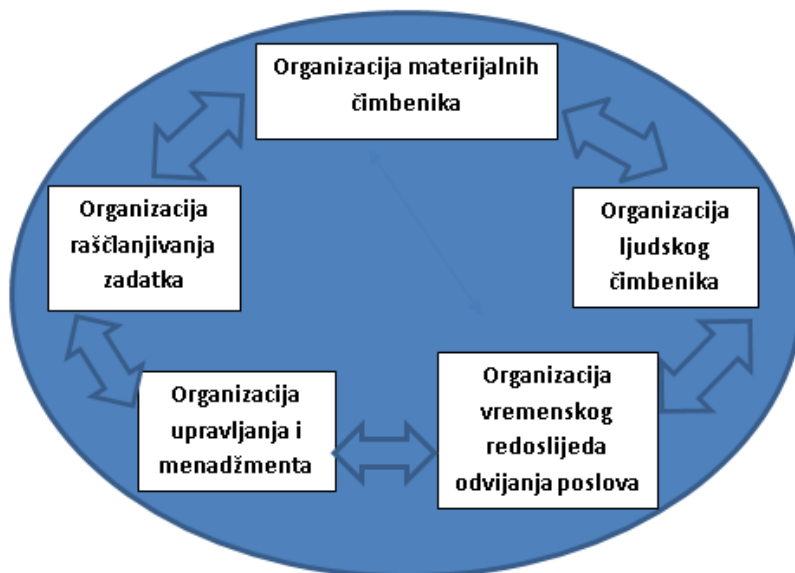 Organizacija materijalnih
čimbenika
Organizacija
raščlanjivanja
zadatka
Organizacija
ljudskog
čimbenika
Organizacija
upravljanja i
menadžmenta
Organizacija
vremenskog
redoslijeda
odvijanja poslova